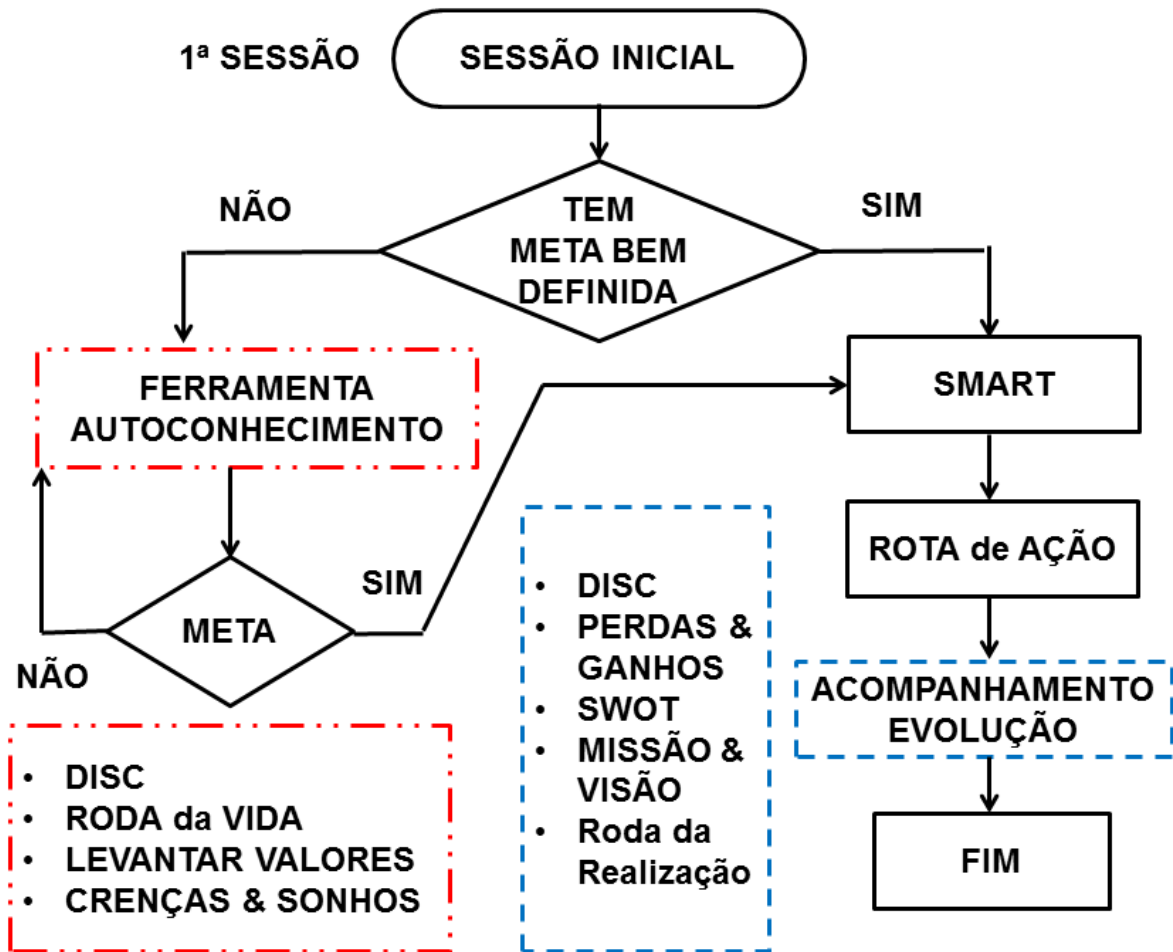 1ª SESSÃO
SESSÃO INICIAL
NÃO
TEM
META BEM
DEFINIDA
SIM
FERRAMENTA
AUTOCONHECIMENTO
SMART
ROTA de AÇÃO
META
SIM
NÃO
• DISC
• RODA da VIDA
• LEVANTAR VALORES
• CRENÇAS & SONHOS
• DISC
• PERDAS &
GANHOS
• SWOT
• MISSÃO &
VISÃO
• Roda da
Realização
ACOMPANHAMENTO
EVOLUÇÃO
FIM